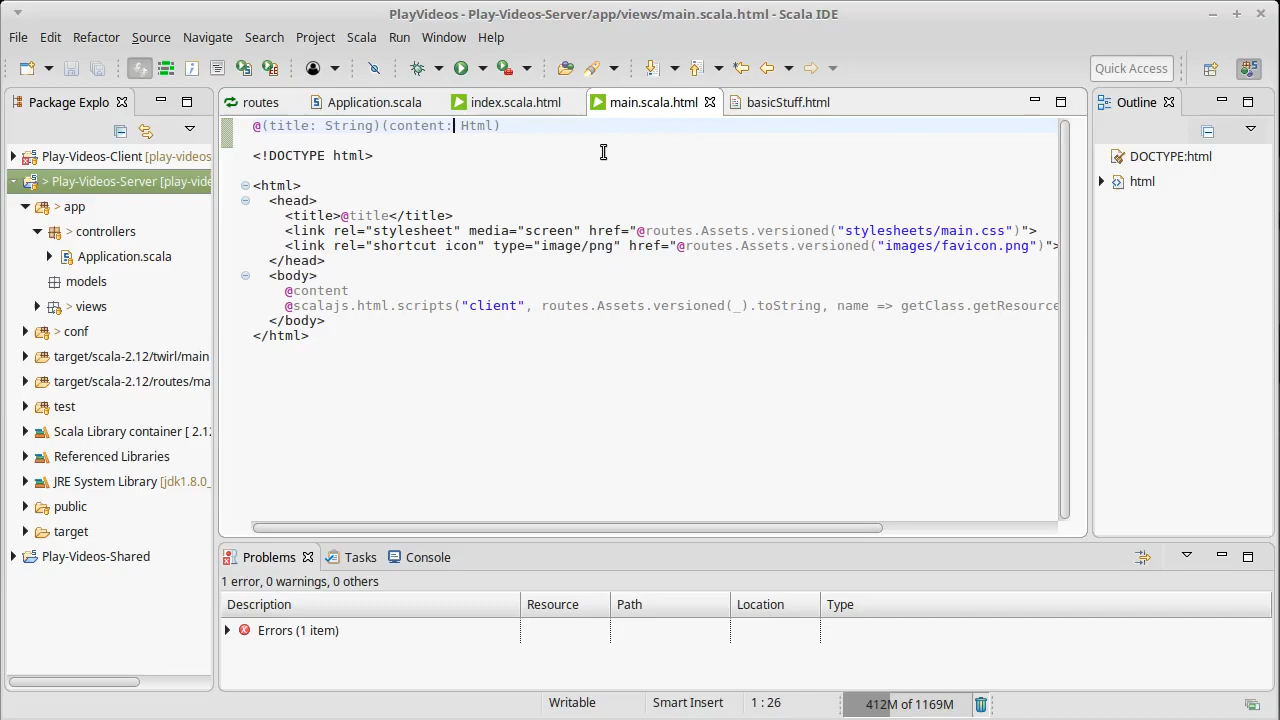 PlayVideos - Play-Videos-Server/app/views/main.scala.html - Scala IDE
File Edit Refactor Source Navigate Search Project Scala Run Window Help
Quick Access
Package Explo
routes Application.scala index.scala.html main.scala.html basicStuff.html
Outline
Play-Videos-Client [play-videos
> Play-Videos-Server [play-vide
> app
> controllers
Application.scala
models
> views
> conf
target/scala-2.12/twirl/main
target/scala-2.12/routes/ma
test
Scala Library container [ 2.12
Referenced Libraries
JRE System Library [jdk1.8.0_
public
target
Play-Videos-Shared
@(title: String)(content: Html)
<!DOCTYPE html>
<html>
<head>
<title>@title</title>
<link rel="stylesheet" media="screen" href="@routes.Assets.versioned("stylesheets/main.css")">
<link rel="shortcut icon" type="image/png" href="@routes.Assets.versioned("images/favicon.png")">
</head>
<body>
@content
@scalajs.html.scripts("client", routes.Assets.versioned(_).toString, name => getClass.getResource
</body>
</html>
DOCTYPE:html
html
Problems Tasks Console
1 error, 0 warnings, 0 others
Description Resource Path Location Type
Errors (1 item)
Writable Smart Insert 1 : 26 412M of 1169M